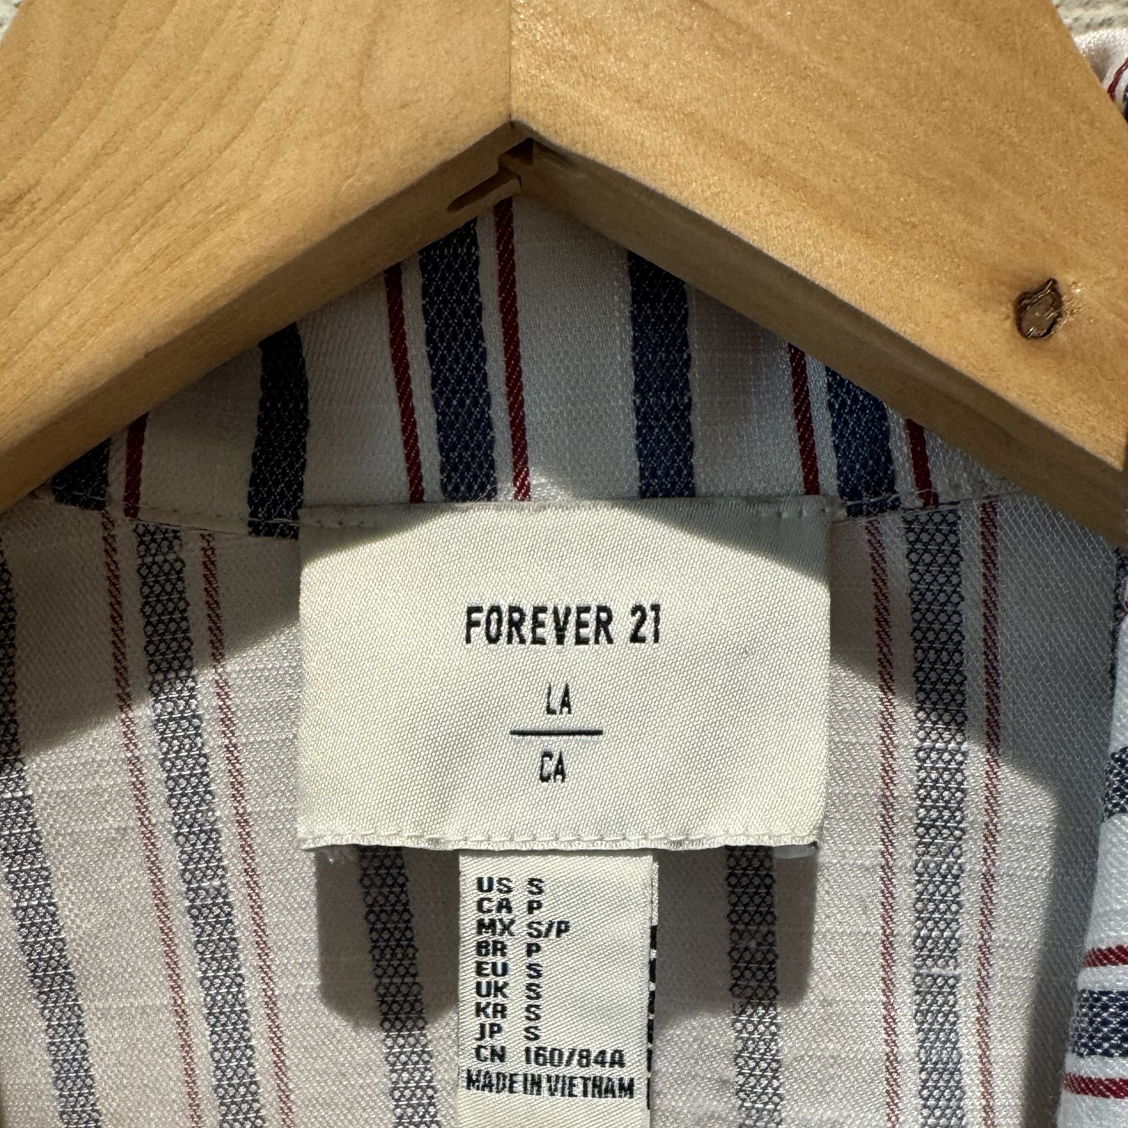 FOREVER 21
LA
CA
US S
CA P
MX S/P
BR P
EU S
UK S
KR S
JP S
CN 160/84A
MADE IN VIETNAM